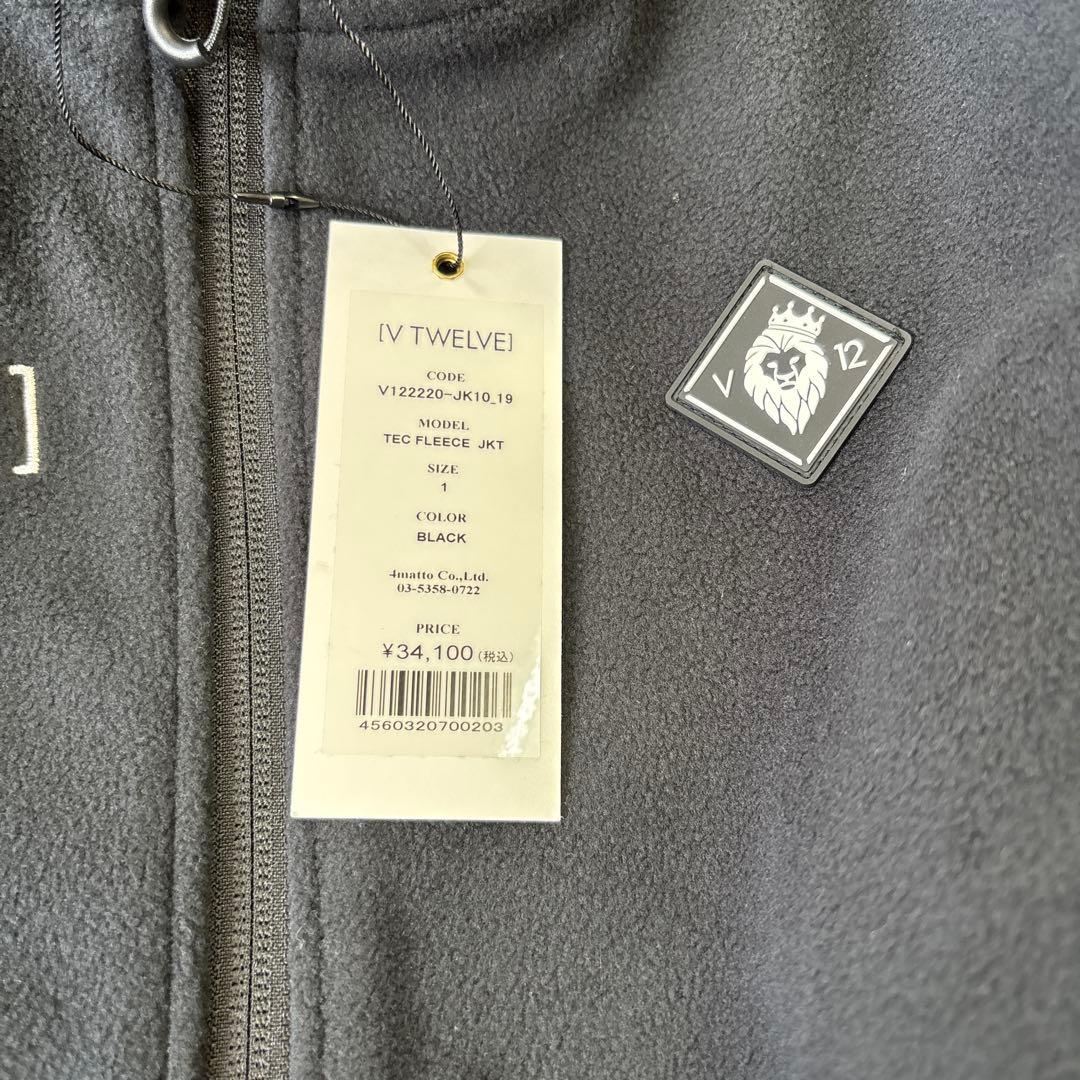 [V TWELVE]
CODE
V122220-JK10_19
MODEL
TEC FLEECE JKT
SIZE
1
COLOR
BLACK
4matto Co.,Ltd.
03-5358-0722
PRICE
¥34,100(税込)
4560320700203
V 12
]